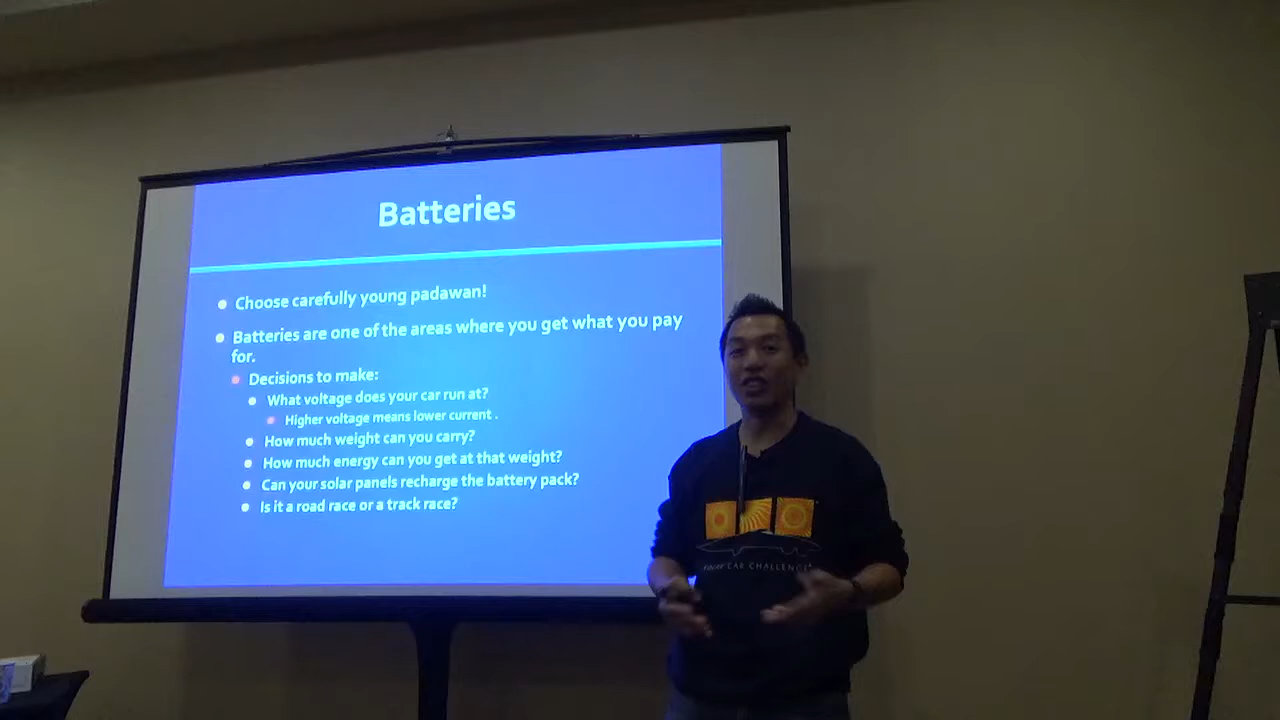 Batteries
Choose carefully young padawan!
Batteries are one of the areas where you get what you pay
for.
Decisions to make:
What voltage does your car run at?
Higher voltage means lower current .
How much weight can you carry?
How much energy can you get at that weight?
Can your solar panels recharge the battery pack?
Is it a road race or a track race?
CAR CHALLENGE